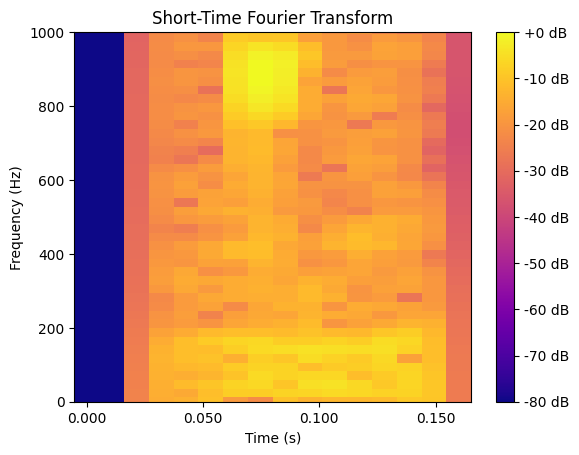 Short-Time Fourier Transform
1000
800
600
400
200
0
Frequency (Hz)
0.000
0.050
0.100
0.150
Time (s)
+0 dB
-10 dB
-20 dB
-30 dB
-40 dB
-50 dB
-60 dB
-70 dB
-80 dB